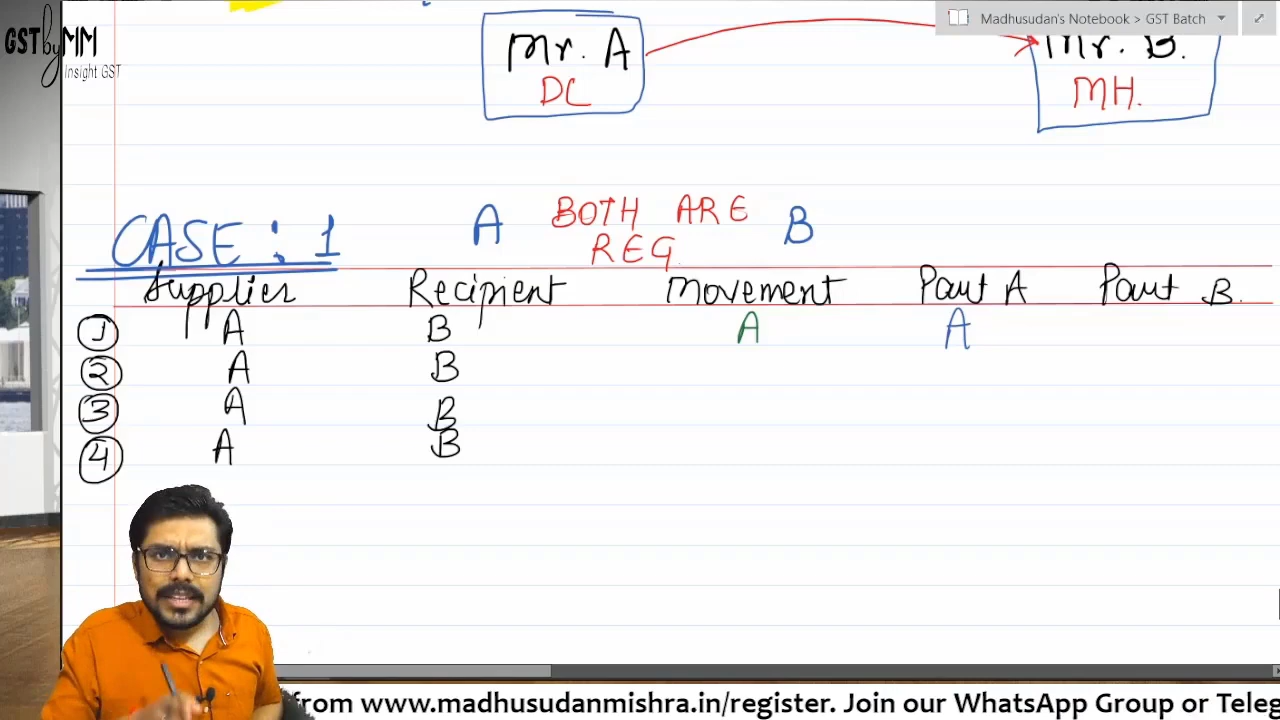 GST by MM
Insight GST
Madhusudan's Notebook > GST Batch
Mr. A
DC
Mr. B.
MH.
CASE : 1 A BOTH ARE REG B
Supplier Recipient Movement Part A Part B.
1 A B A A
2 A B
3 A B
4 A B
from www.madhusudanmishra.in/register. Join our WhatsApp Group or Teleg